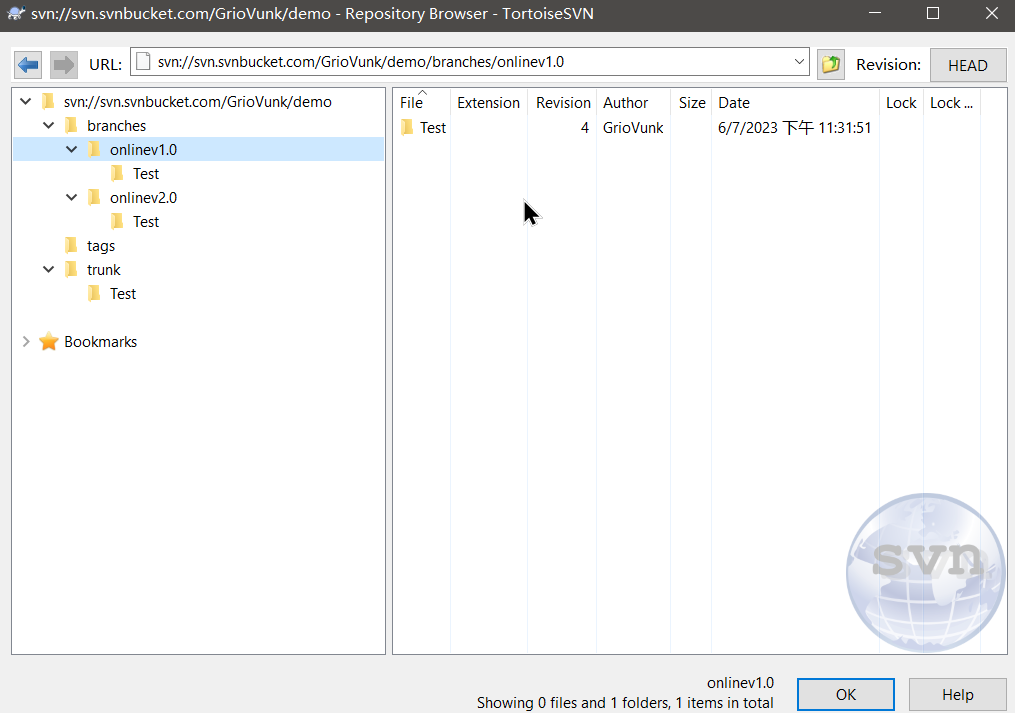 svn://svn.svnbucket.com/GrioVunk/demo - Repository Browser - TortoiseSVN
URL: svn://svn.svnbucket.com/GrioVunk/demo/branches/onlinev1.0 Revision: HEAD
svn://svn.svnbucket.com/GrioVunk/demo
branches
onlinev1.0
Test
onlinev2.0
Test
tags
trunk
Test
Bookmarks
File Extension Revision Author Size Date Lock Lock ...
Test 4 GrioVunk 6/7/2023 下午 11:31:51
svn
onlinev1.0
Showing 0 files and 1 folders, 1 items in total
OK Help